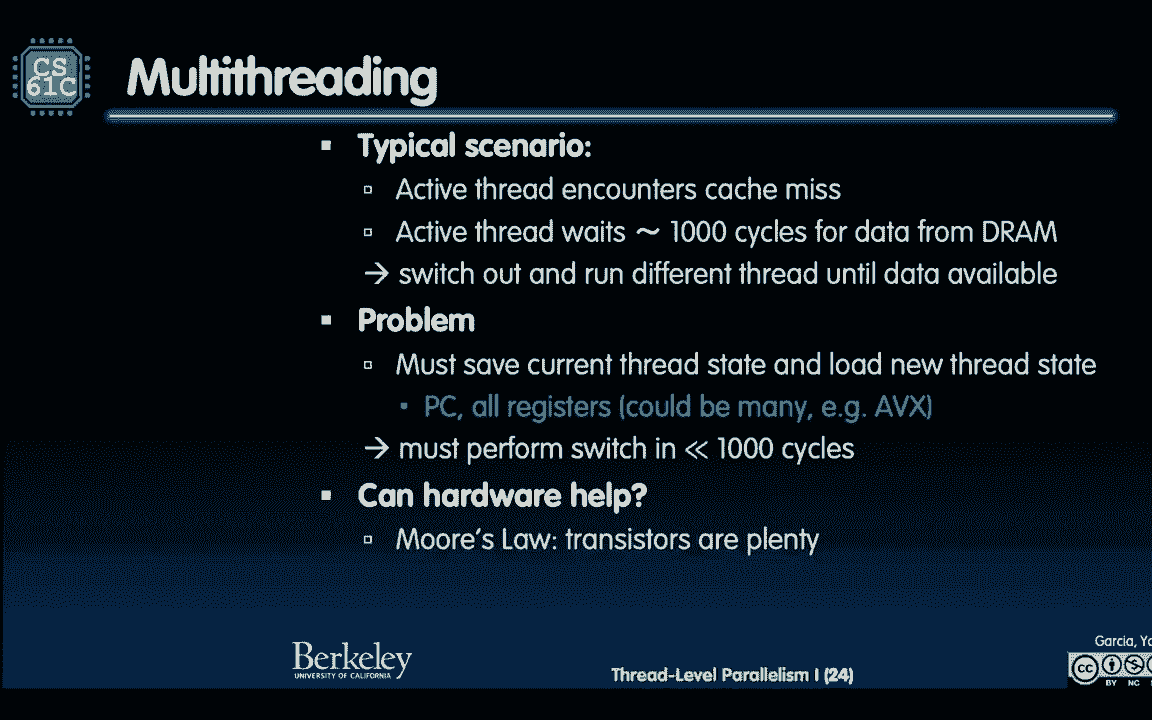 CS
61C
Multithreading
▪ Typical scenario:
▫ Active thread encounters cache miss
▫ Active thread waits ~ 1000 cycles for data from DRAM
→ switch out and run different thread until data available
▪ Problem
▫ Must save current thread state and load new thread state
▪ PC, all registers (could be many, e.g. AVX)
→ must perform switch in ≪ 1000 cycles
▪ Can hardware help?
▫ Moore's Law: transistors are plenty
Berkeley
UNIVERSITY OF CALIFORNIA
Thread-Level Parallelism I (24)
Garcia,
cc
BY NC